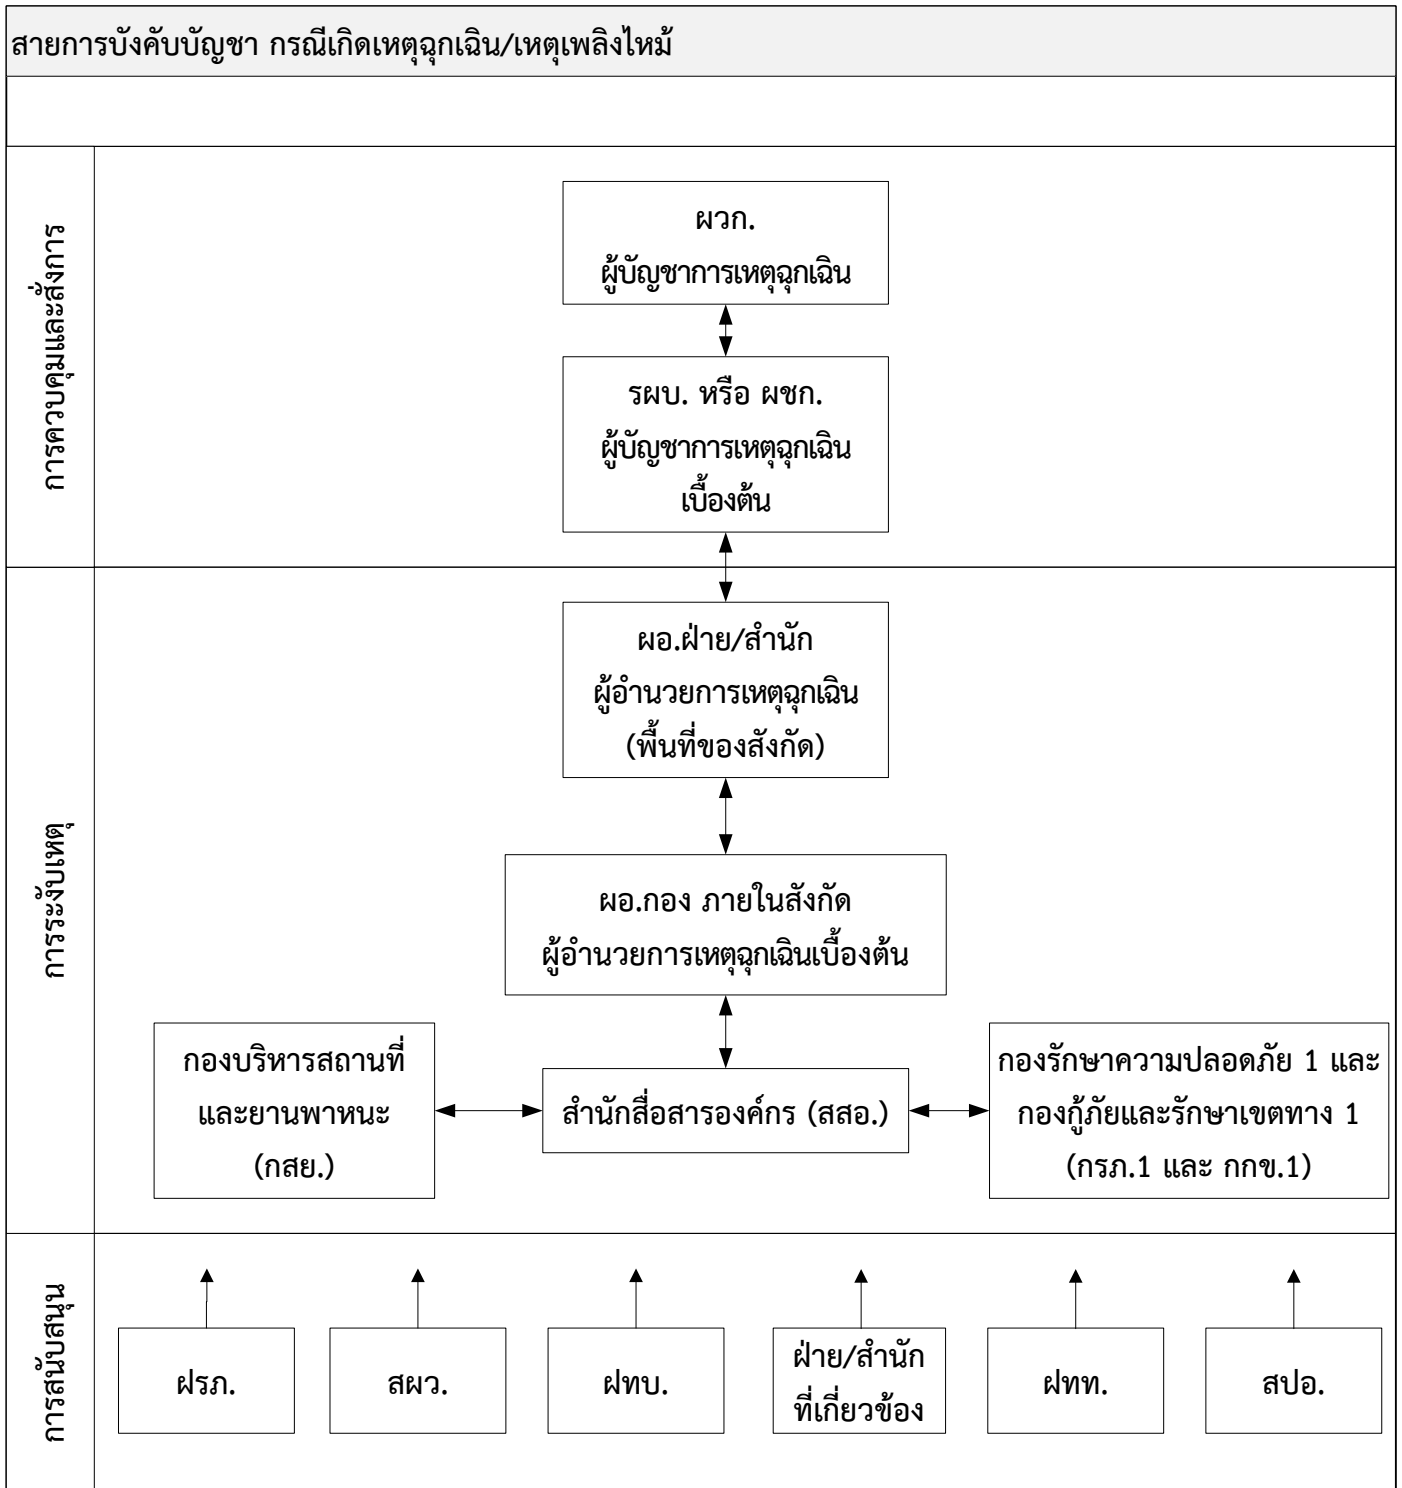 สายการบังคับบัญชา กรณีเกิดเหตุฉุกเฉิน/เหตุเพลิงไหม้
การควบคุมและสั่งการ
ผวก.
ผู้บัญชาการเหตุฉุกเฉิน
รผบ. หรือ ผชก.
ผู้บัญชาการเหตุฉุกเฉิน
เบื้องต้น
การระงับเหตุ
ผอ.ฝ่าย/สำนัก
ผู้อำนวยการเหตุฉุกเฉิน
(พื้นที่ของสังกัด)
ผอ.กอง ภายในสังกัด
ผู้อำนวยการเหตุฉุกเฉินเบื้องต้น
กองบริหารสถานที่
และยานพาหนะ
(กสย.)
สำนักสื่อสารองค์กร (สสอ.)
กองรักษาความปลอดภัย 1 และ
กองกู้ภัยและรักษาเขตทาง 1
(กรภ.1 และ กกข.1)
การสนับสนุน
ฝรภ.
สผว.
ฝทบ.
ฝ่าย/สำนัก
ที่เกี่ยวข้อง
ฝทท.
สปอ.